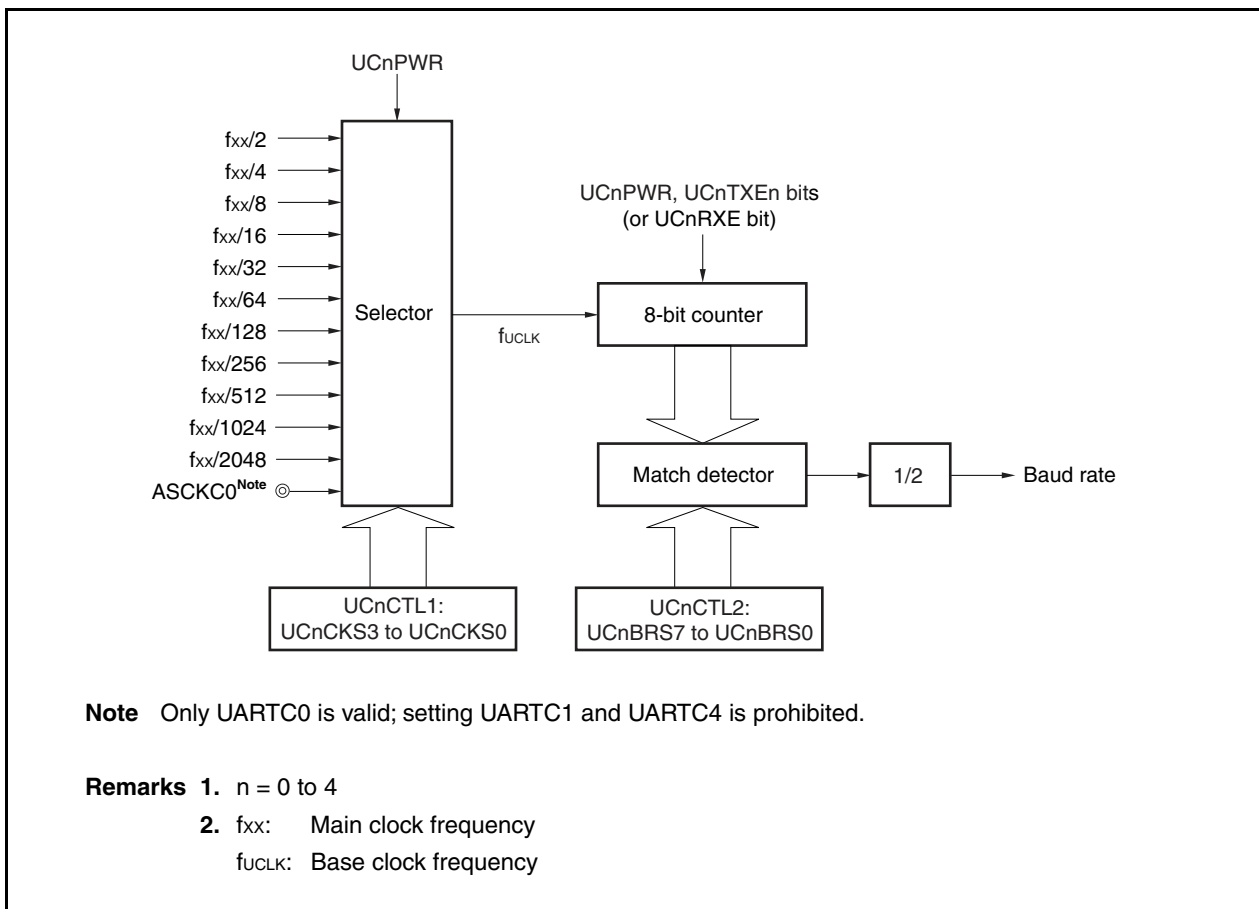 UCnPWR
fxx/2
fxx/4
fxx/8
fxx/16
fxx/32
fxx/64
fxx/128
fxx/256
fxx/512
fxx/1024
fxx/2048
ASCKC0Note
Selector
fUCLK
UCnPWR, UCnTXEn bits
(or UCnRXE bit)
8-bit counter
Match detector
1/2
Baud rate
UCnCTL1:
UCnCKS3 to UCnCKS0
UCnCTL2:
UCnBRS7 to UCnBRS0
Note Only UARTC0 is valid; setting UARTC1 and UARTC4 is prohibited.
Remarks 1. n = 0 to 4
2. fxx: Main clock frequency
fUCLK: Base clock frequency